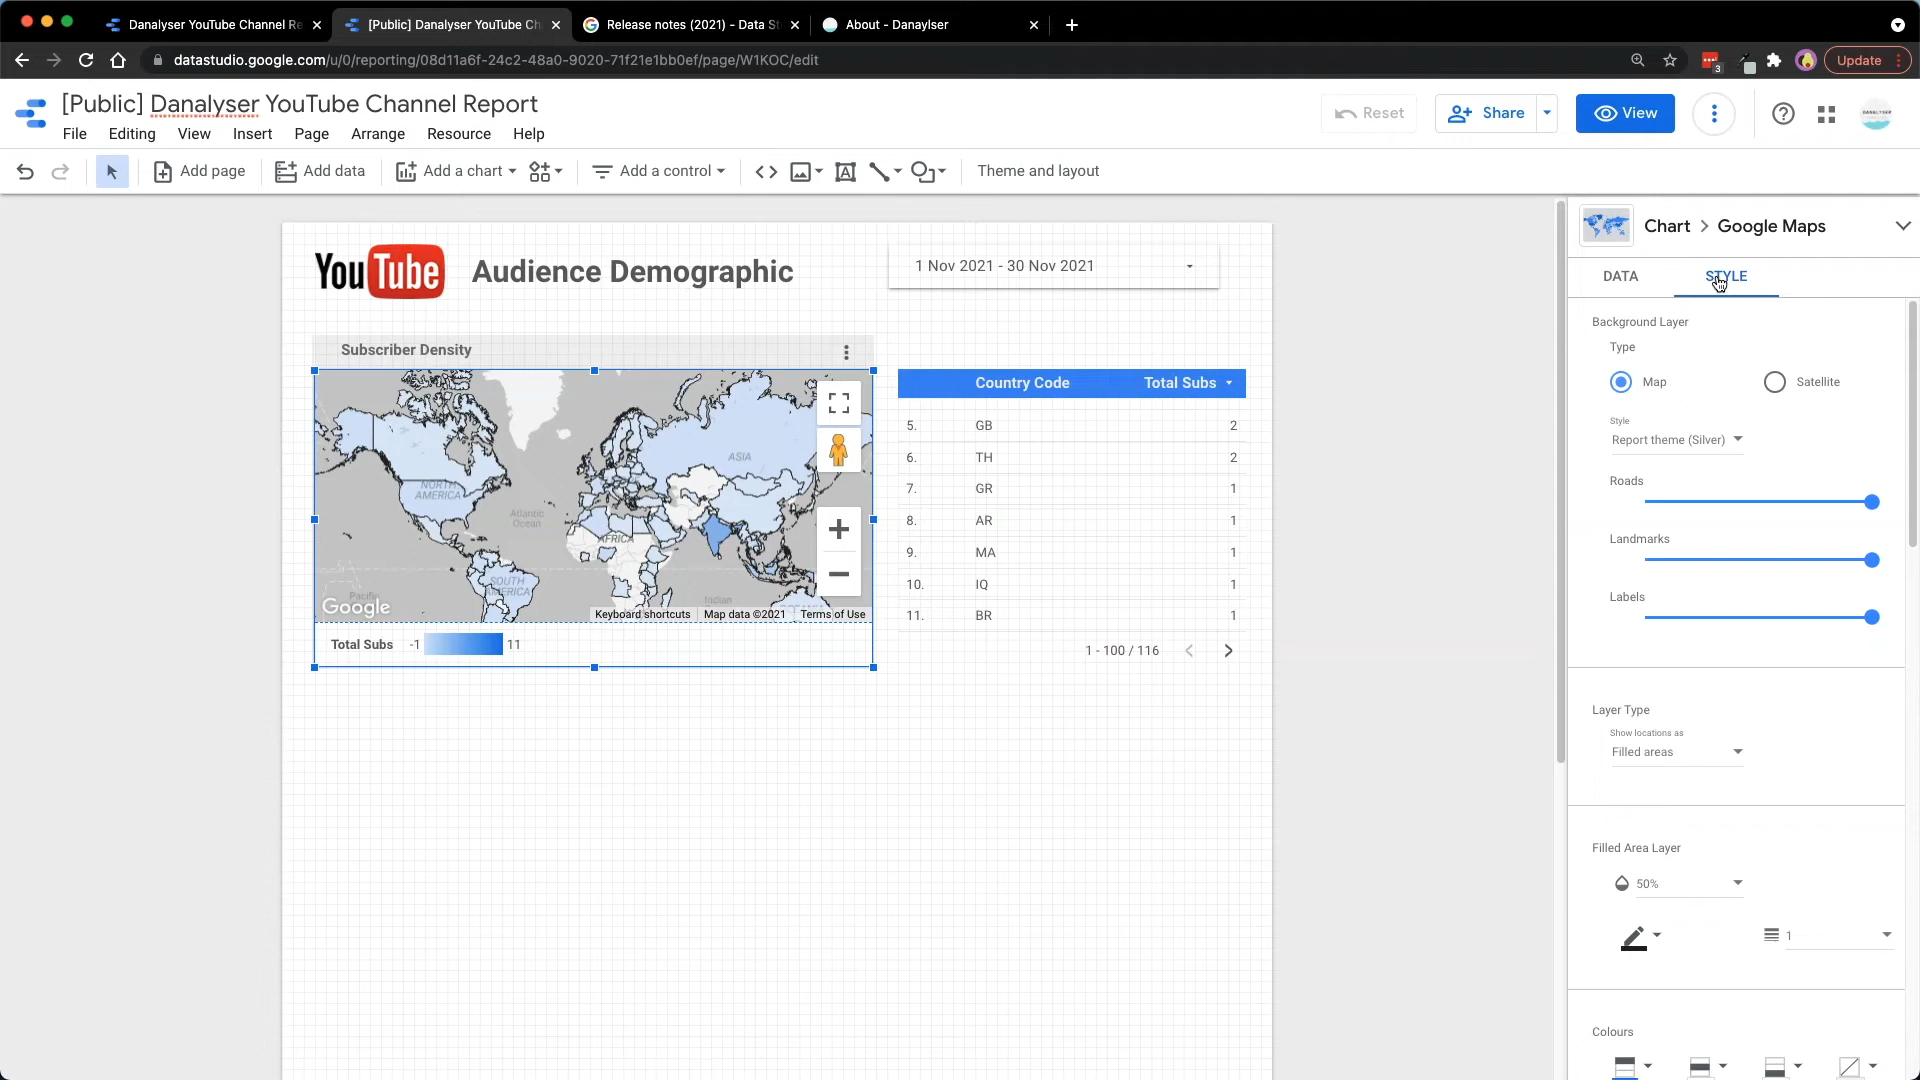 Danalyser YouTube Channel Re
[Public] Danalyser YouTube Ch
Release notes (2021) - Data St
About - Danaylser
datastudio.google.com/u/0/reporting/08d11a6f-24c2-48a0-9020-71f21e1bb0ef/page/W1KOC/edit
3
Update
[Public] Danalyser YouTube Channel Report
File Editing View Insert Page Arrange Resource Help
Reset
Share
View
Add page
Add data
Add a chart
Add a control
Theme and layout
YouTube
Audience Demographic
1 Nov 2021 - 30 Nov 2021
Subscriber Density
NORTH AMERICA
Atlantic Ocean
ASIA
AFRICA
SOUTH AMERICA
Pacific
Indian
Google
Keyboard shortcuts
Map data ©2021
Terms of Use
Total Subs -1 11
Country Code Total Subs
5. GB 2
6. TH 2
7. GR 1
8. AR 1
9. MA 1
10. IQ 1
11. BR 1
1 - 100 / 116
Chart > Google Maps
DATA
STYLE
Background Layer
Type
Map
Satellite
Style
Report theme (Silver)
Roads
Landmarks
Labels
Layer Type
Show locations as
Filled areas
Filled Area Layer
50%
1
Colours